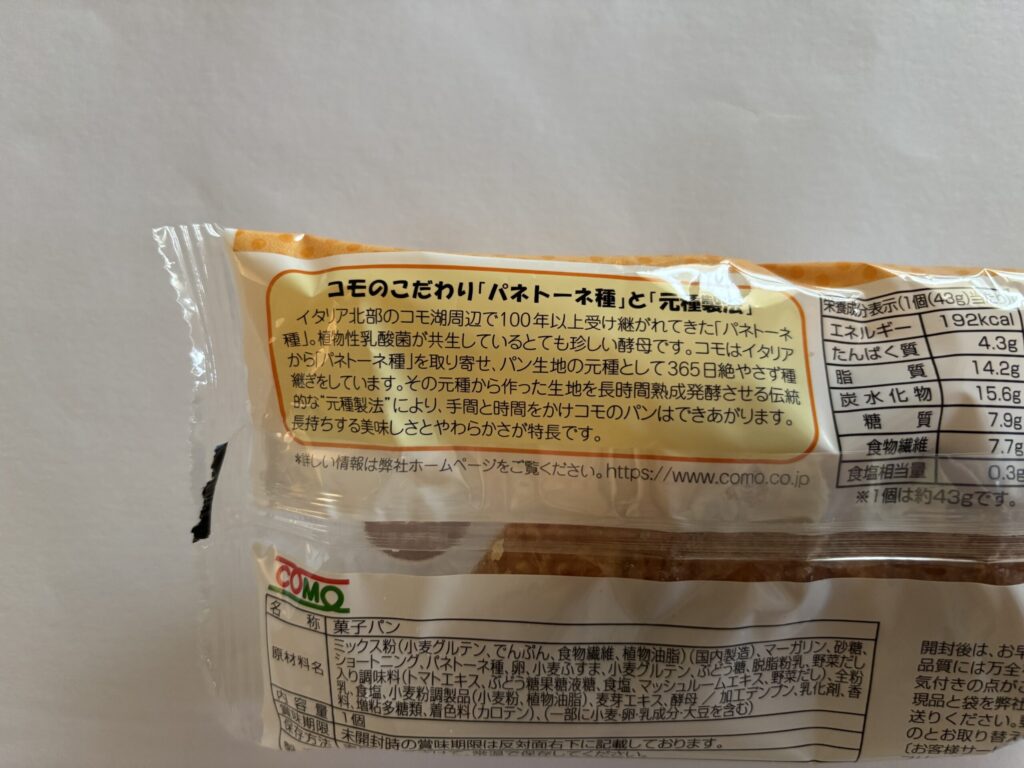 コモのこだわり「パネトーネ種」と「元種製法」
イタリア北部のコモ湖周辺で100年以上受け継がれてきた「パネトーネ
種」。植物性乳酸菌が共生しているとても珍しい酵母です。コモはイタリア
から「パネトーネ種」を取り寄せ、パン生地の元種として365日絶やさず種
継ぎをしています。その元種から作った生地を長時間熟成発酵させる伝統
的な"元種製法"により、手間と時間をかけコモのパンはできあがります。
長持ちする美味しさとやわらかさが特長です。
*詳しい情報は弊社ホームページをご覧ください。https://www.como.co.jp
栄養成分表示(1個(43g)当たり
エネルギー 192kcal
たんぱく質 4.3g
脂質 14.2g
炭水化物 15.6g
糖質 7.9g
食物繊維 7.7g
食塩相当量 0.3g
※1個は約43gです。
COMO
名称 菓子パン
原材料名 ミックス粉(小麦グルテン、でんぷん、食物繊維、植物油脂)(国内製造)、マーガリン、砂糖、
ショートニング、パネトーネ種、卵、小麦ふすま、小麦グルテン、ぶどう糖、脱脂粉乳、野菜だし
入り調味料(トマトエキス、ぶどう糖果糖液糖、食塩、マッシュルームエキス、野菜だし)、全粉
乳、食塩、小麦粉調製品(小麦粉、植物油脂)、麦芽エキス、酵母 加工デンプン、乳化剤、香
料、増粘多糖類、着色料(カロテン)、(一部に小麦・卵・乳成分・大豆を含む)
内容量 1個
賞味期限 未開封時の賞味期限は反対面右下に記載しております。
保存方法
開封後は、お早
品質には万全
気付きの点がご
現品と袋を弊社
送りください。
のとお取り替え
〔お客様サー